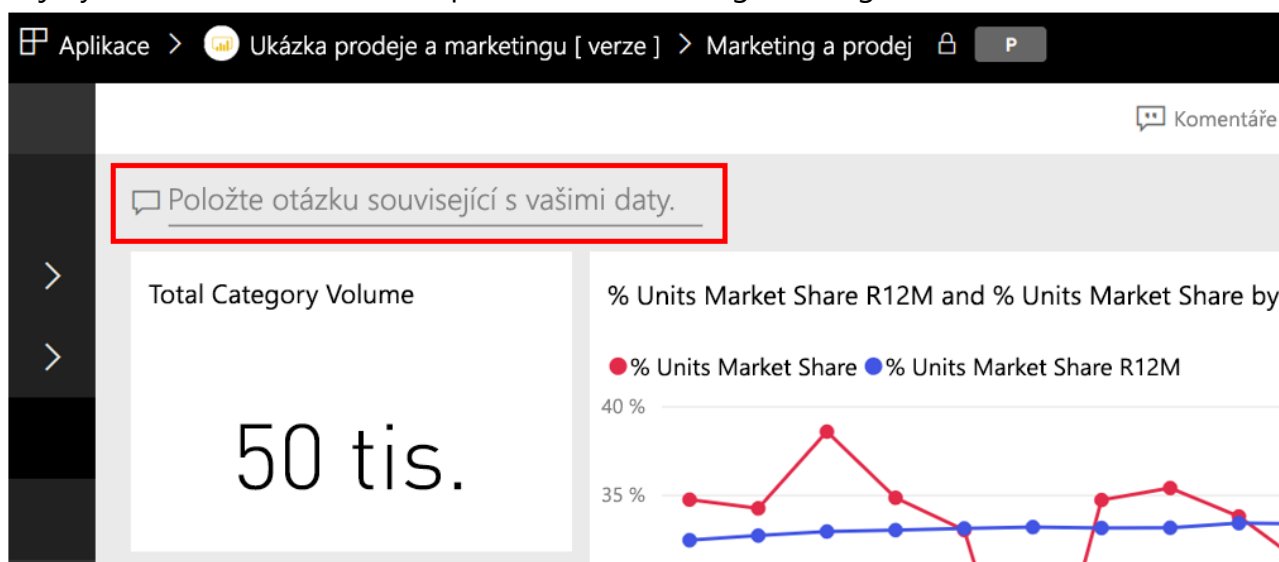 Aplikace > Ukázka prodeje a marketingu [ verze ] > Marketing a prodej P
Komentáře
Položte otázku související s vašimi daty.
Total Category Volume
50 tis.
% Units Market Share R12M and % Units Market Share by
% Units Market Share % Units Market Share R12M
40 %
35 %